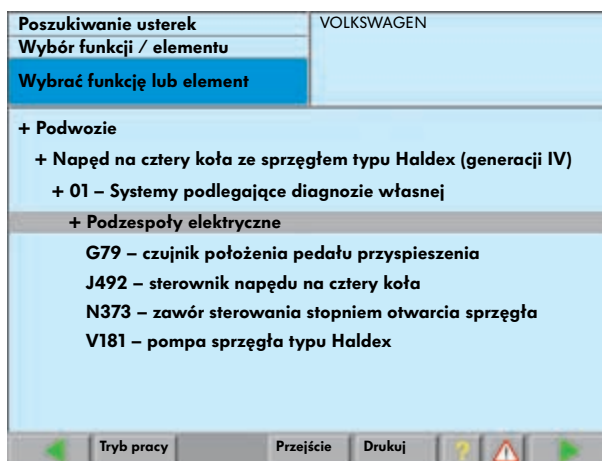 Poszukiwanie usterek
VOLKSWAGEN
Wybór funkcji / elementu
Wybrać funkcję lub element
+ Podwozie
+ Napęd na cztery koła ze sprzęgłem typu Haldex (generacji IV)
+ 01 – Systemy podlegające diagnozie własnej
+ Podzespoły elektryczne
G79 – czujnik położenia pedału przyspieszenia
J492 – sterownik napędu na cztery koła
N373 – zawór sterowania stopniem otwarcia sprzęgła
V181 – pompa sprzęgła typu Haldex
Tryb pracy Przejście Drukuj ?